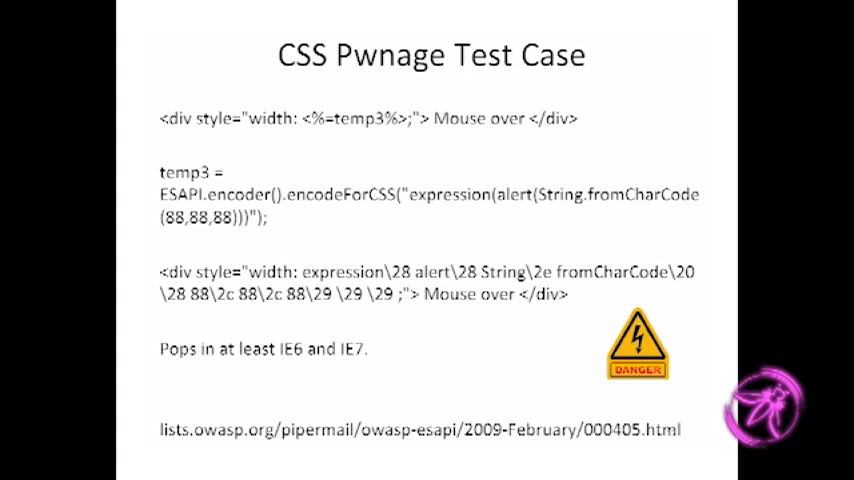 CSS Pwnage Test Case
<div style="width: <%=temp3%>;"> Mouse over </div>
temp3 =
ESAPI.encoder().encodeForCSS("expression(alert(String.fromCharCode
(88,88,88)))");
<div style="width: expression\28 alert\28 String\2e fromCharCode\20
\28 88\2c 88\2c 88\29 \29 \29 ;"> Mouse over </div>
Pops in at least IE6 and IE7.
DANGER
lists.owasp.org/pipermail/owasp-esapi/2009-February/000405.html